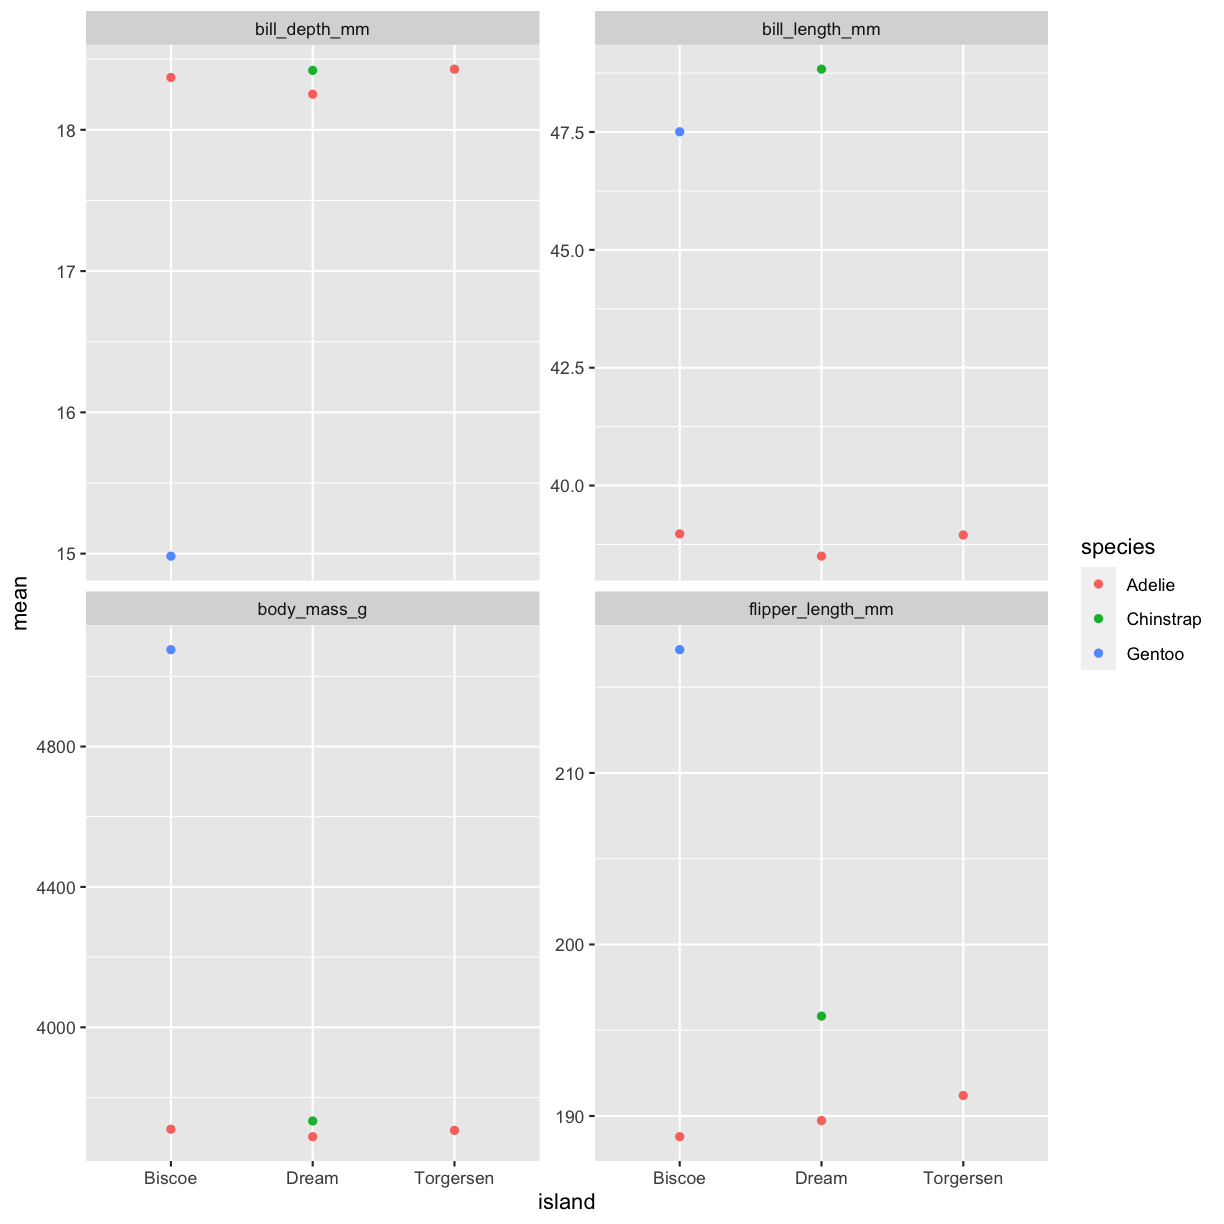 bill_depth_mm
bill_length_mm
18
17
16
15
47.5
45.0
42.5
40.0
body_mass_g
flipper_length_mm
4800
4400
4000
210
200
190
Biscoe Dream Torgersen
Biscoe Dream Torgersen
island
mean
species
Adelie
Chinstrap
Gentoo